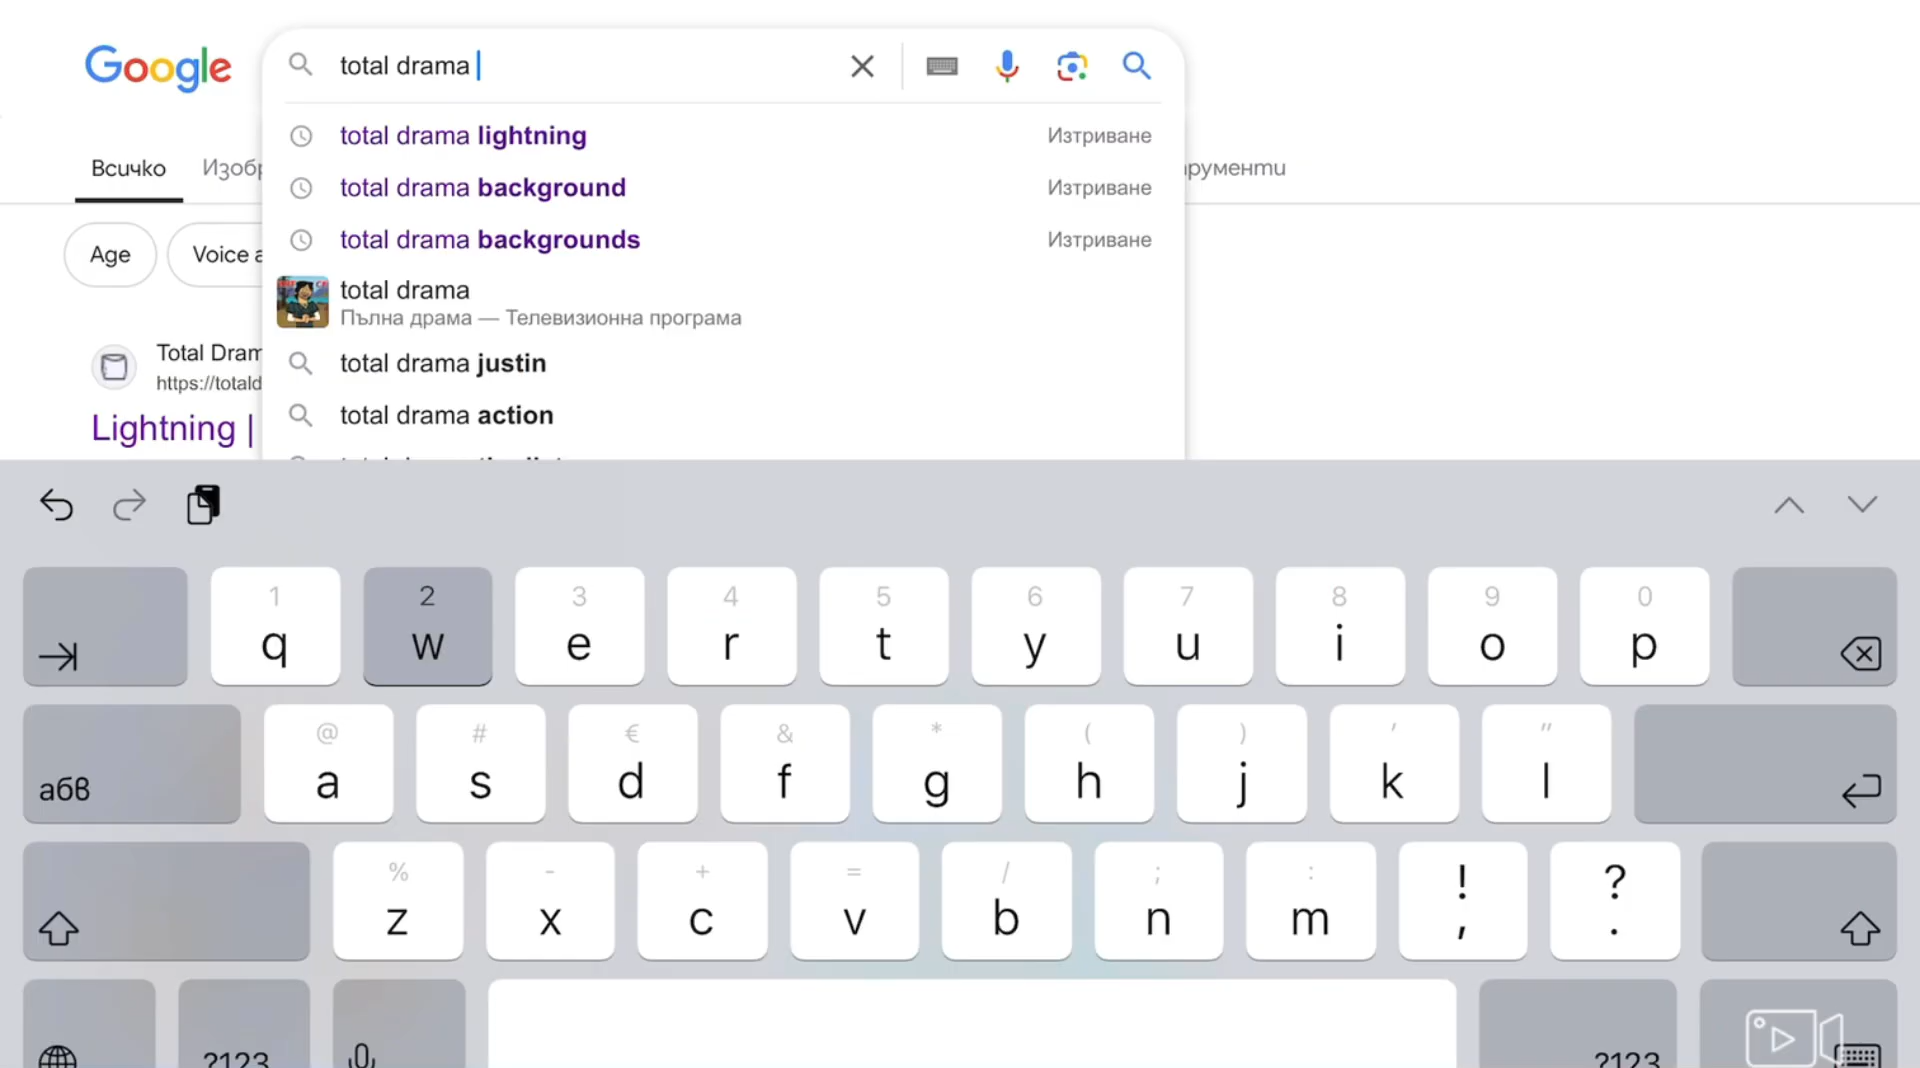 Google
total drama
total drama lightning Изтриване
total drama background Изтриване
total drama backgrounds Изтриване
total drama
Пълна драма — Телевизионна програма
total drama justin
total drama action
Всичко
Age
Voice
https://totald
Lightning |
1 2 3 4 5 6 7 8 9 0
q w e r t y u i o p
@ # € & * ( ) ' "
абв a s d f g h j k l
% - + = / ; : ! ?
z x c v b n m , .
?123 ?123